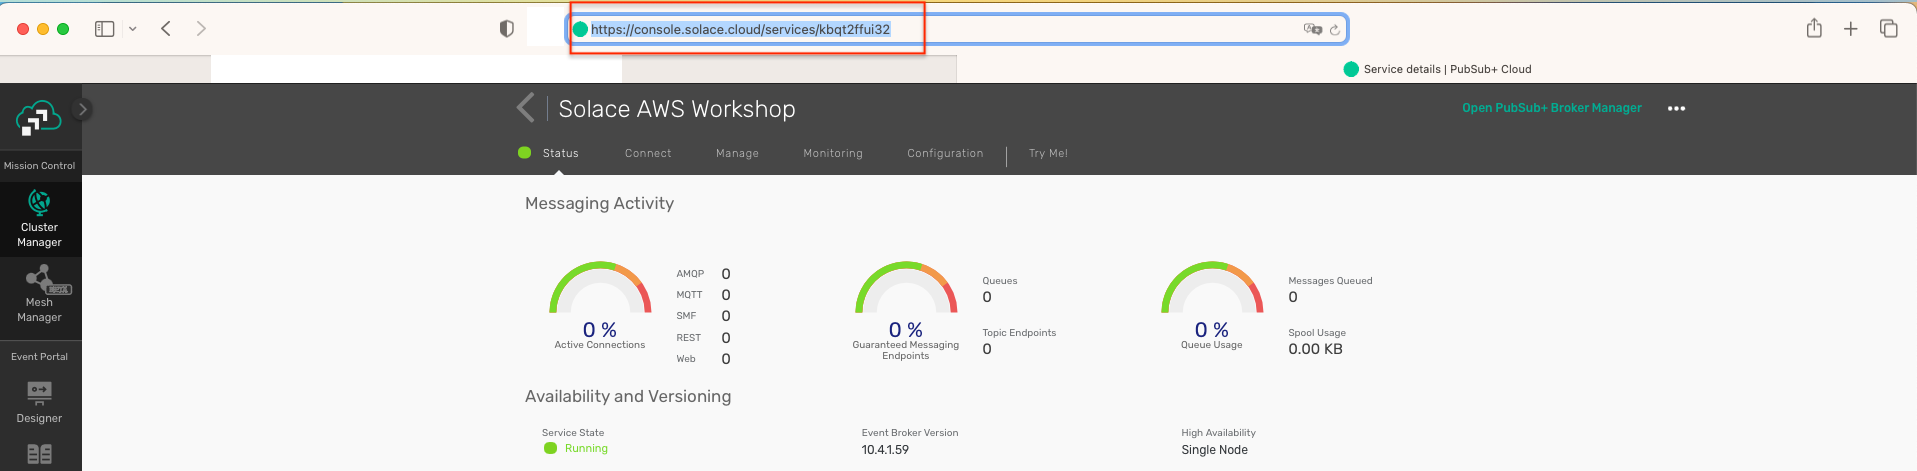 https://console.solace.cloud/services/kbqt2ffui32
Service details | PubSub+ Cloud
Solace AWS Workshop
Open PubSub+ Broker Manager
Status
Connect
Manage
Monitoring
Configuration
Try Me!
Mission Control
Cluster
Manager
Mesh
Manager
Event Portal
Designer
Messaging Activity
0 %
Active Connections
AMQP 0
MQTT 0
SMF 0
REST 0
Web 0
0 %
Guaranteed Messaging
Endpoints
Queues
0
Topic Endpoints
0
0 %
Queue Usage
Messages Queued
0
Spool Usage
0.00 KB
Availability and Versioning
Service State
Running
Event Broker Version
10.4.1.59
High Availability
Single Node